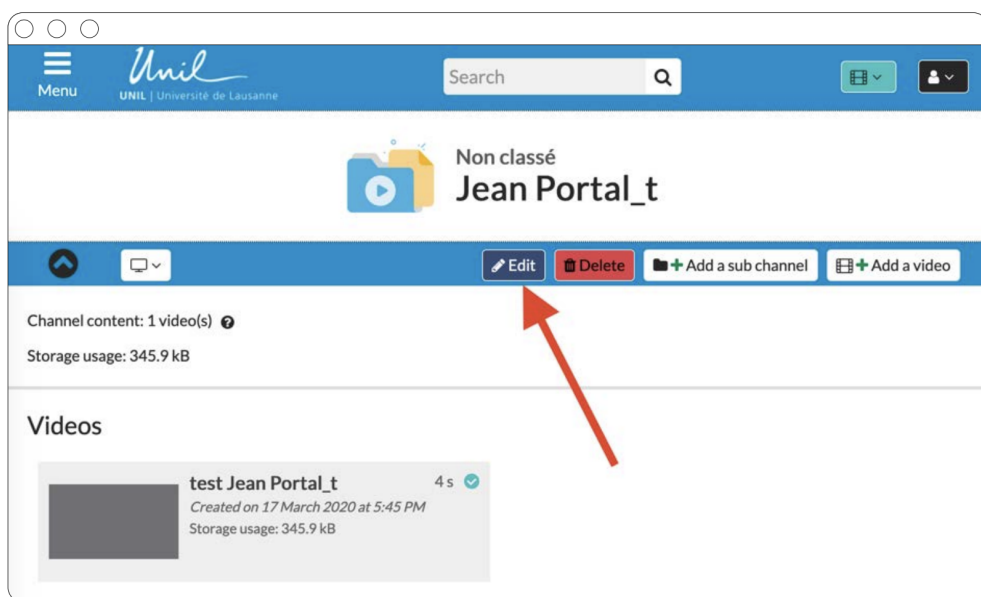 Menu
Unil
UNIL | Université de Lausanne
Search
Non classé
Jean Portal_t
Edit
Delete
Add a sub channel
Add a video
Channel content: 1 video(s)
Storage usage: 345.9 kB
Videos
test Jean Portal_t 4 s
Created on 17 March 2020 at 5:45 PM
Storage usage: 345.9 kB